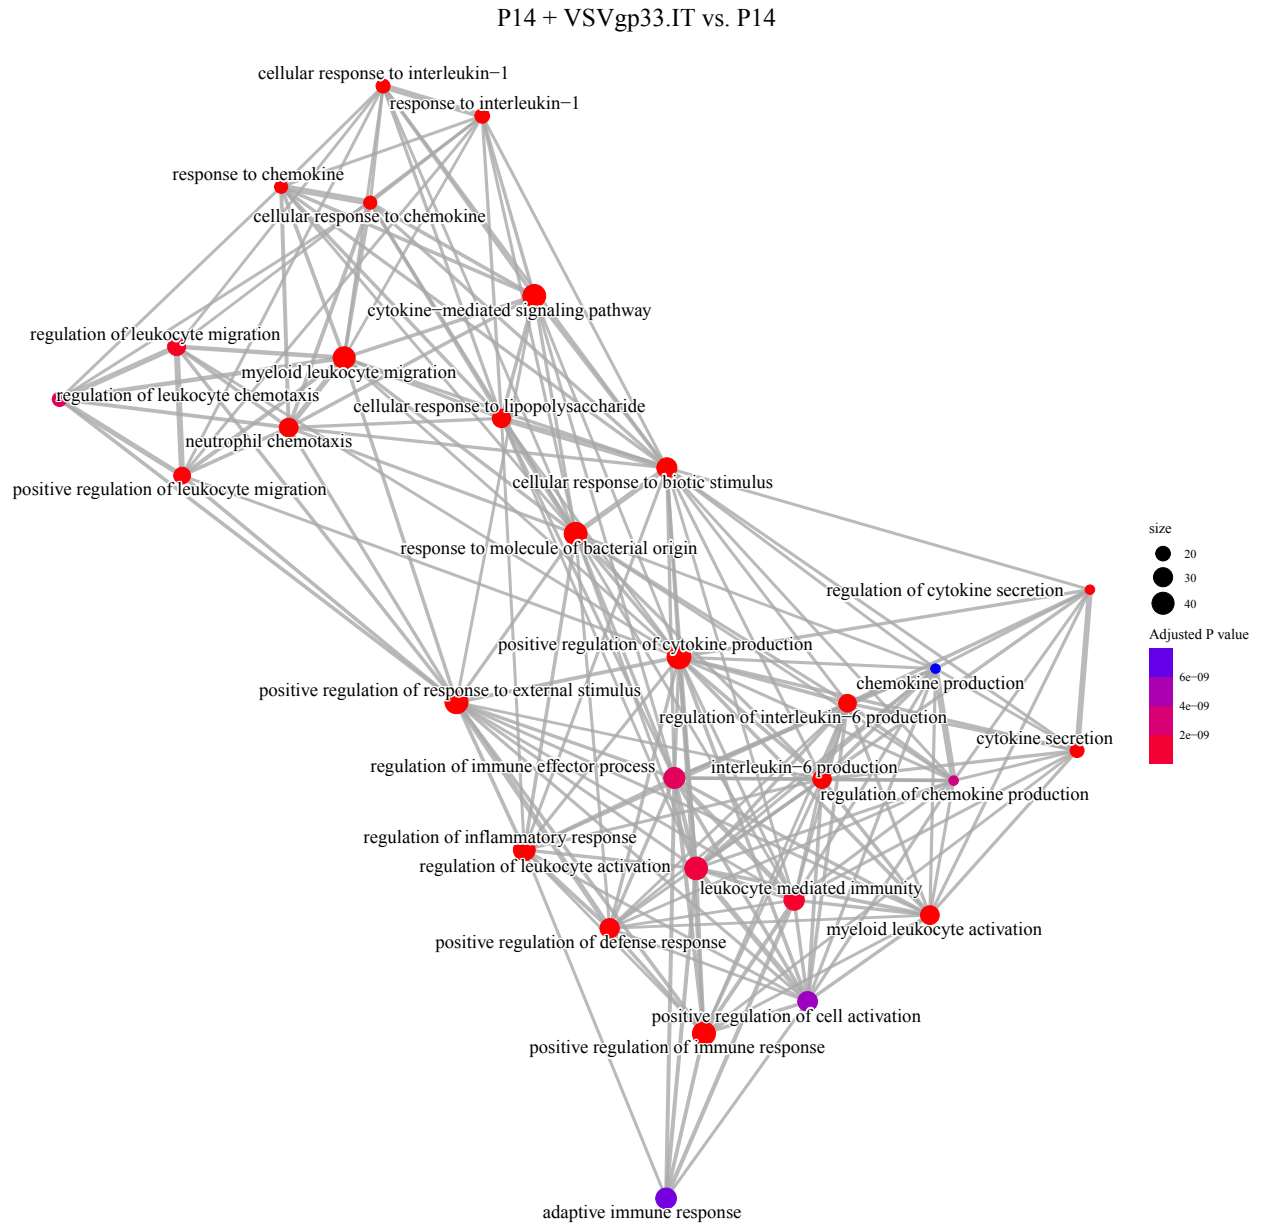 P14 + VSVgp33.IT vs. P14
cellular response to interleukin−1
response to interleukin−1
response to chemokine
cellular response to chemokine
cytokine−mediated signaling pathway
regulation of leukocyte migration
myeloid leukocyte migration
regulation of leukocyte chemotaxis
cellular response to lipopolysaccharide
neutrophil chemotaxis
cellular response to biotic stimulus
positive regulation of leukocyte migration
response to molecule of bacterial origin
size
20
30
40
regulation of cytokine secretion
Adjusted P value
6e−09
4e−09
2e−09
positive regulation of cytokine production
chemokine production
positive regulation of response to external stimulus
regulation of interleukin−6 production
cytokine secretion
regulation of immune effector process
interleukin−6 production
regulation of chemokine production
regulation of inflammatory response
regulation of leukocyte activation
leukocyte mediated immunity
myeloid leukocyte activation
positive regulation of defense response
positive regulation of cell activation
positive regulation of immune response
adaptive immune response